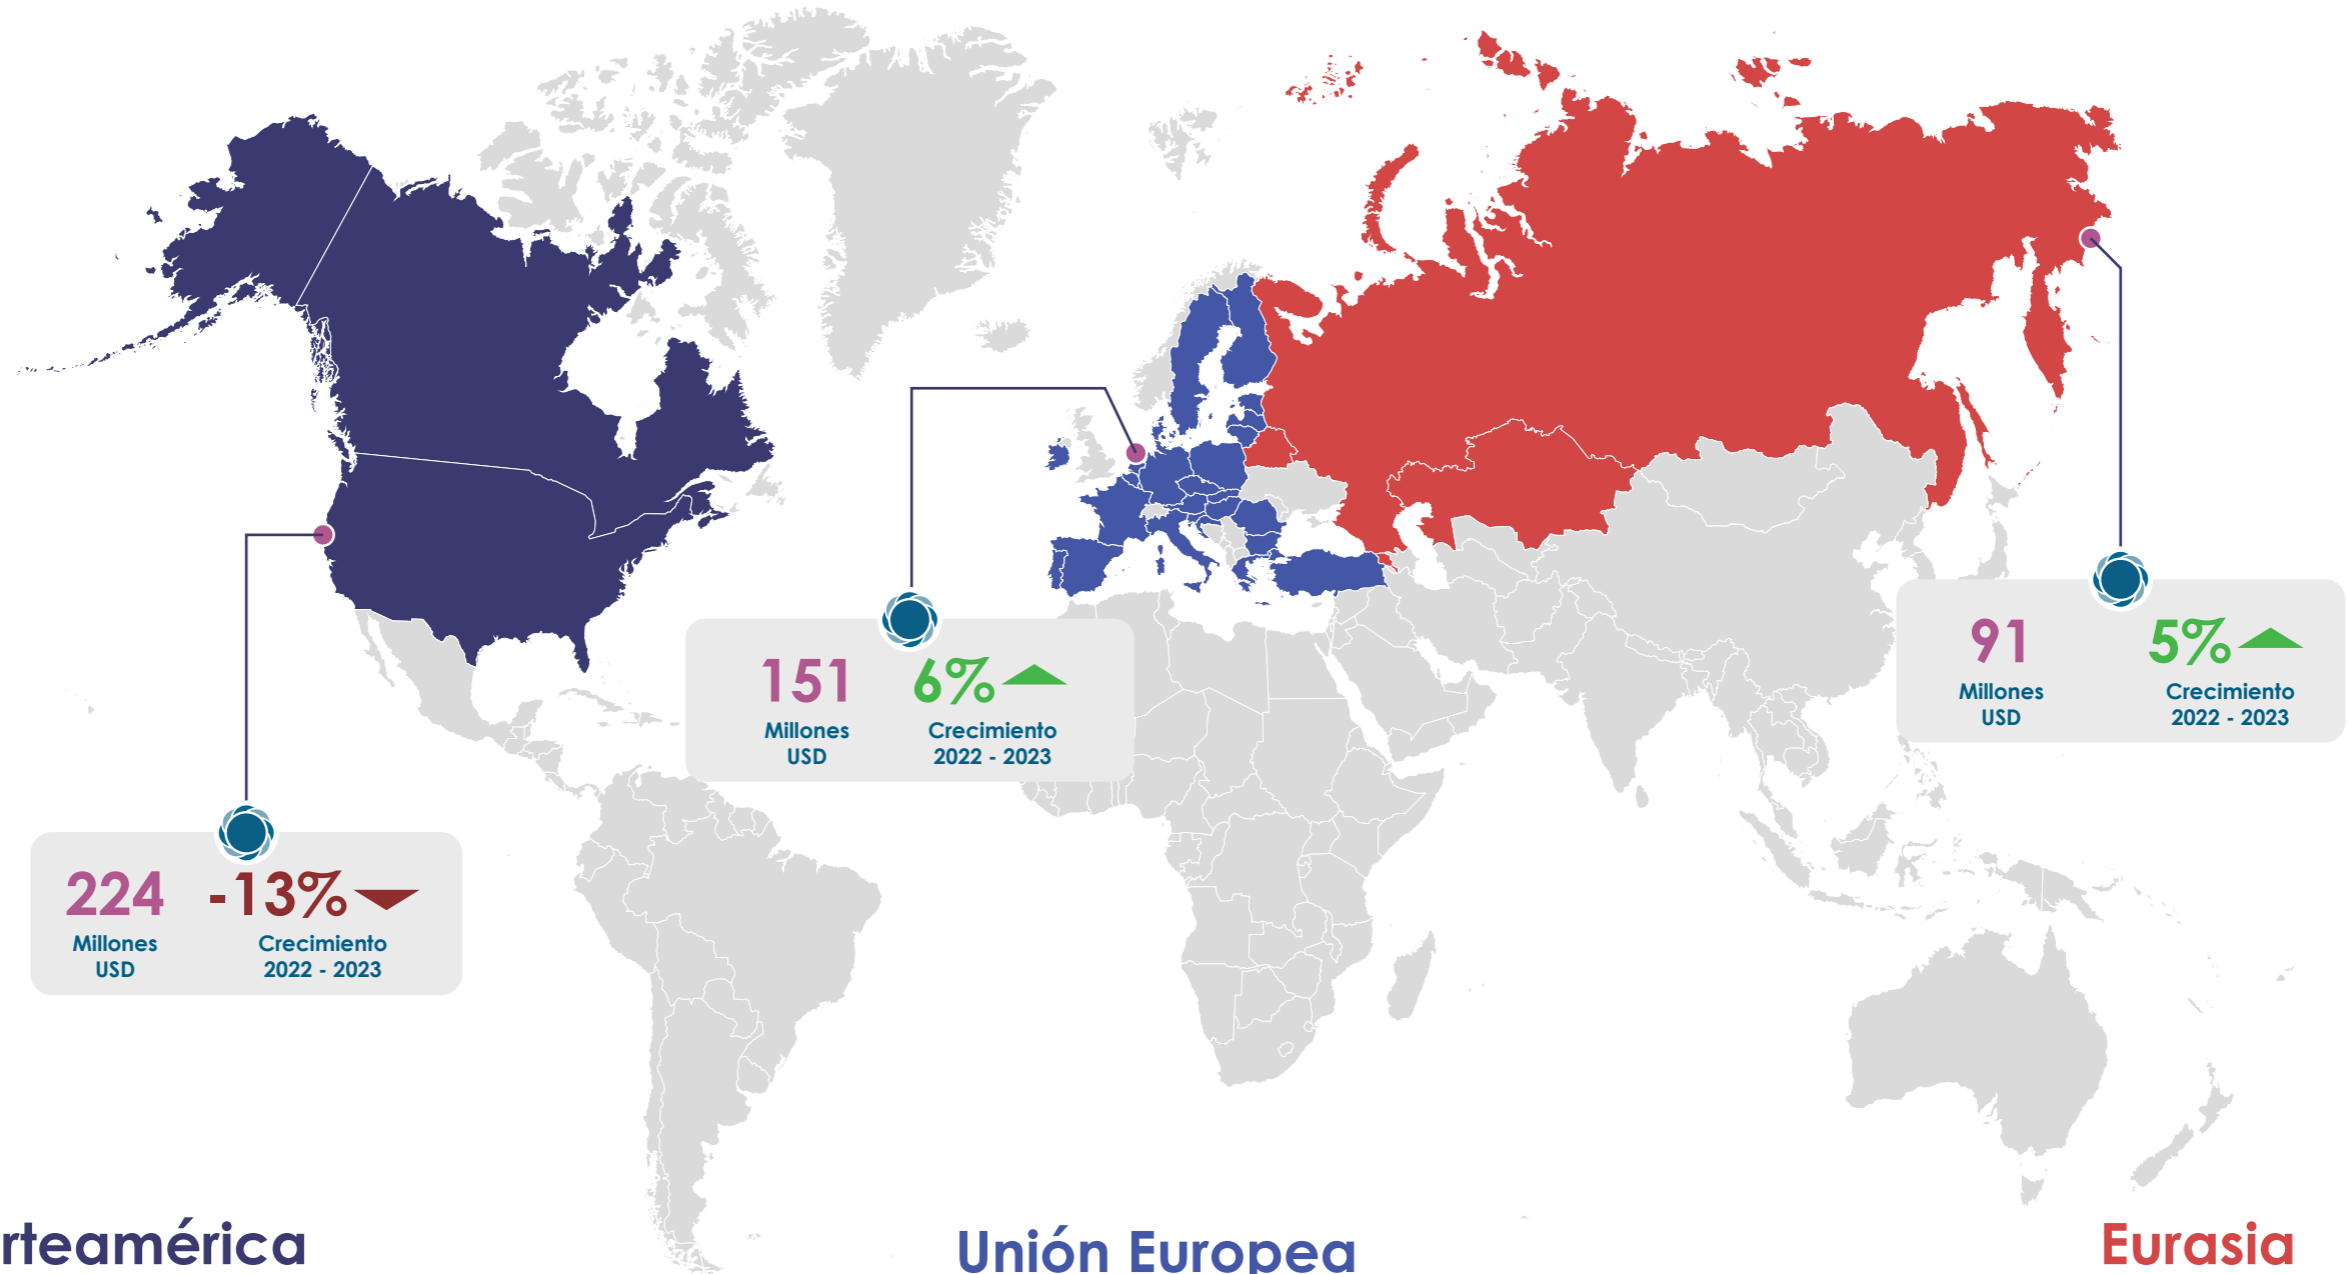 91
5%
Millones
USD
Crecimiento
2022 - 2023
151
6%
Millones
USD
Crecimiento
2022 - 2023
224
-13%
Millones
USD
Crecimiento
2022 - 2023
rteamérica
Unión Europea
Eurasia